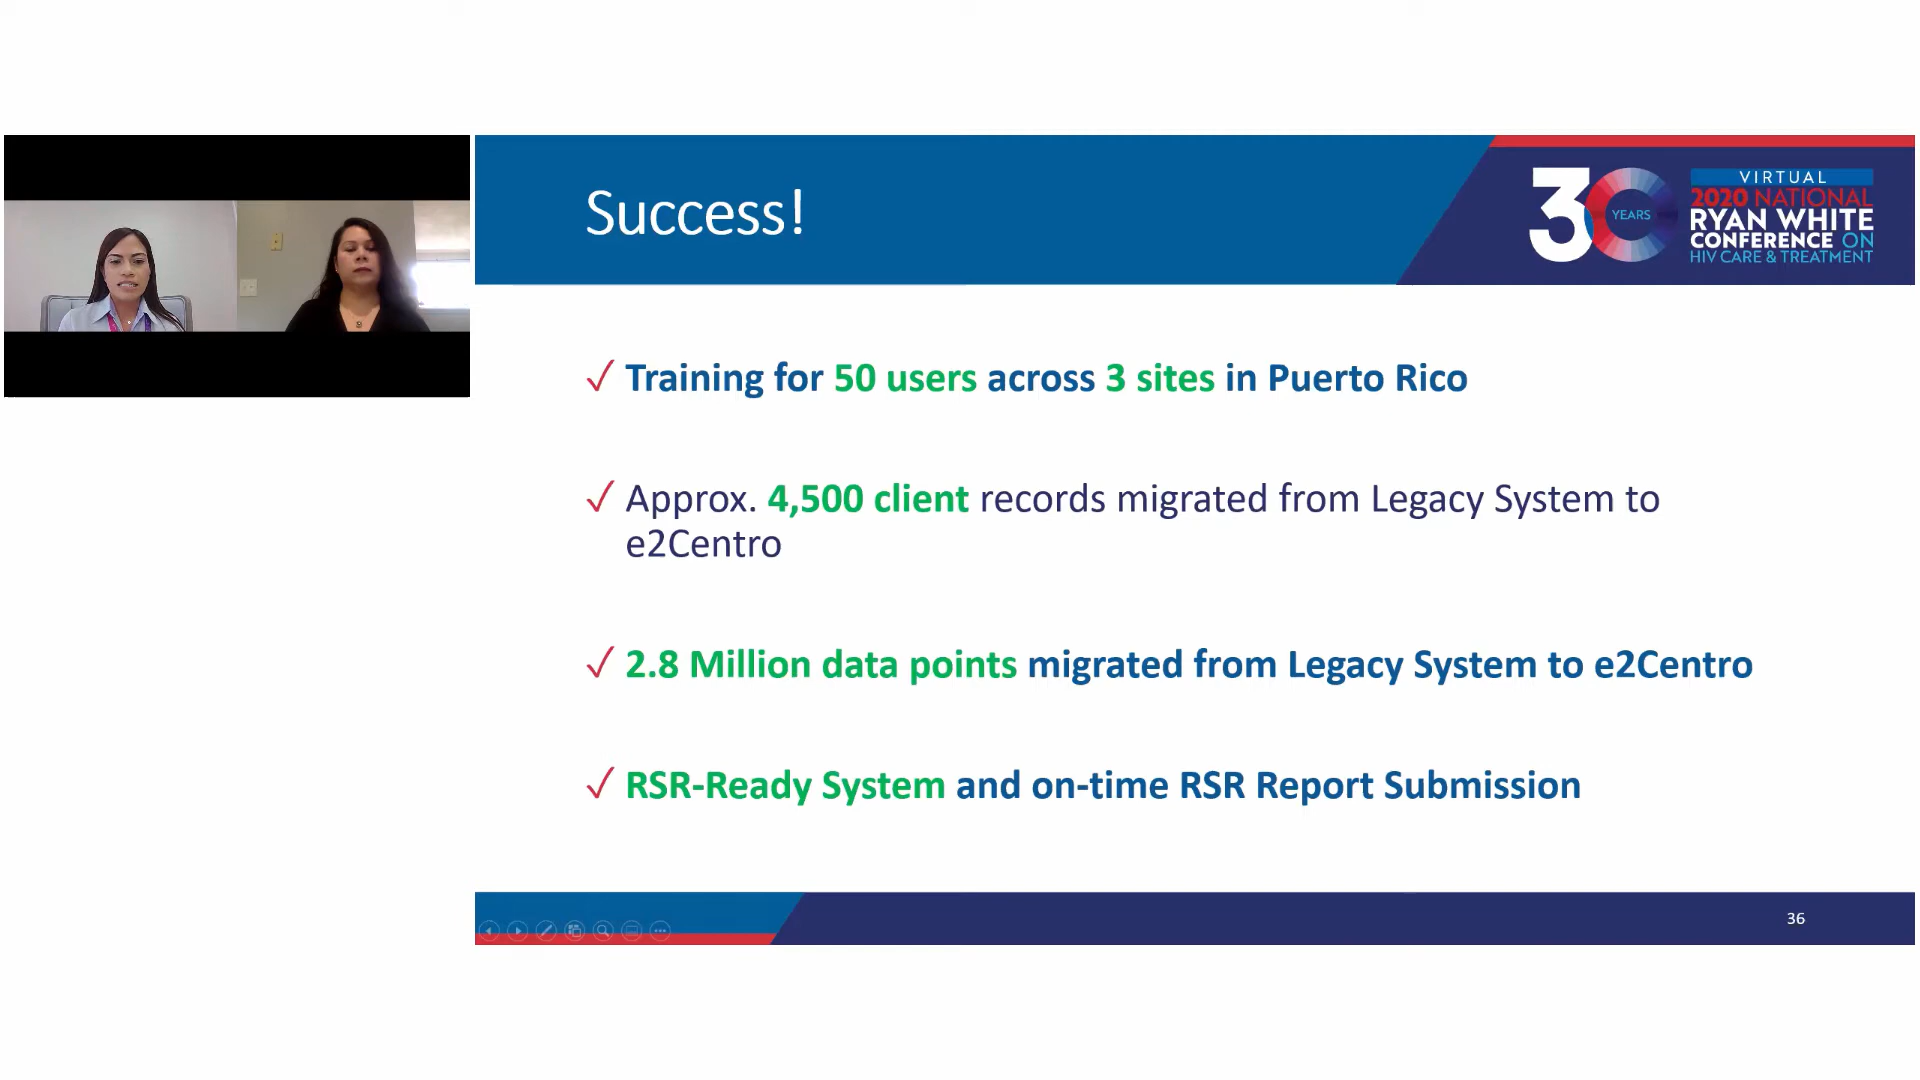 Success!
30
YEARS
VIRTUAL
2020 NATIONAL
RYAN WHITE
CONFERENCE ON
HIV CARE & TREATMENT
✓ Training for 50 users across 3 sites in Puerto Rico
✓ Approx. 4,500 client records migrated from Legacy System to
e2Centro
✓ 2.8 Million data points migrated from Legacy System to e2Centro
✓ RSR-Ready System and on-time RSR Report Submission
36